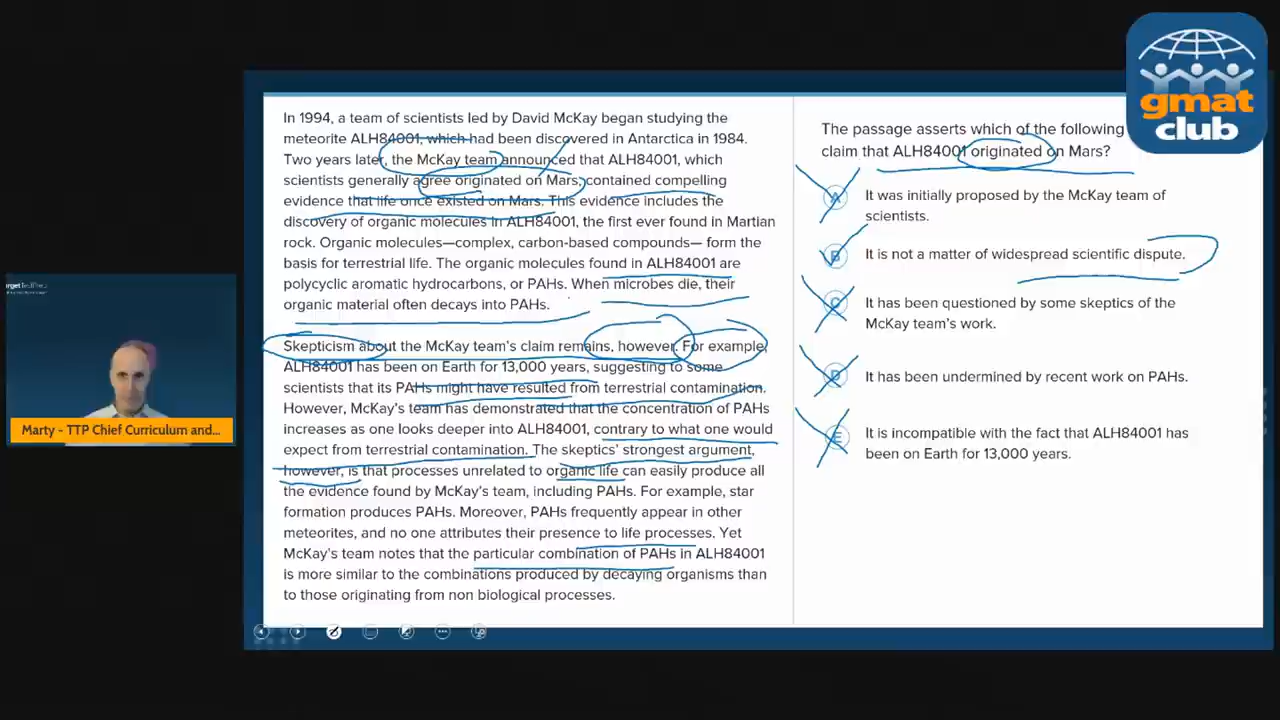 gmat
club
In 1994, a team of scientists led by David McKay began studying the
meteorite ALH84001, which had been discovered in Antarctica in 1984.
Two years later, the McKay team announced that ALH84001, which
scientists generally agree originated on Mars, contained compelling
evidence that life once existed on Mars. This evidence includes the
discovery of organic molecules in ALH84001, the first ever found in Martian
rock. Organic molecules—complex, carbon-based compounds— form the
basis for terrestrial life. The organic molecules found in ALH84001 are
polycyclic aromatic hydrocarbons, or PAHs. When microbes die, their
organic material often decays into PAHs.
Skepticism about the McKay team's claim remains, however. For example,
ALH84001 has been on Earth for 13,000 years, suggesting to some
scientists that its PAHs might have resulted from terrestrial contamination.
However, McKay's team has demonstrated that the concentration of PAHs
increases as one looks deeper into ALH84001, contrary to what one would
expect from terrestrial contamination. The skeptics' strongest argument,
however, is that processes unrelated to organic life can easily produce all
the evidence found by McKay's team, including PAHs. For example, star
formation produces PAHs. Moreover, PAHs frequently appear in other
meteorites, and no one attributes their presence to life processes. Yet
McKay's team notes that the particular combination of PAHs in ALH84001
is more similar to the combinations produced by decaying organisms than
to those originating from non biological processes.
The passage asserts which of the following
claim that ALH84001 originated on Mars?
A It was initially proposed by the McKay team of
scientists.
B It is not a matter of widespread scientific dispute.
C It has been questioned by some skeptics of the
McKay team's work.
D It has been undermined by recent work on PAHs.
E It is incompatible with the fact that ALH84001 has
been on Earth for 13,000 years.
Marty - TTP Chief Curriculum and...